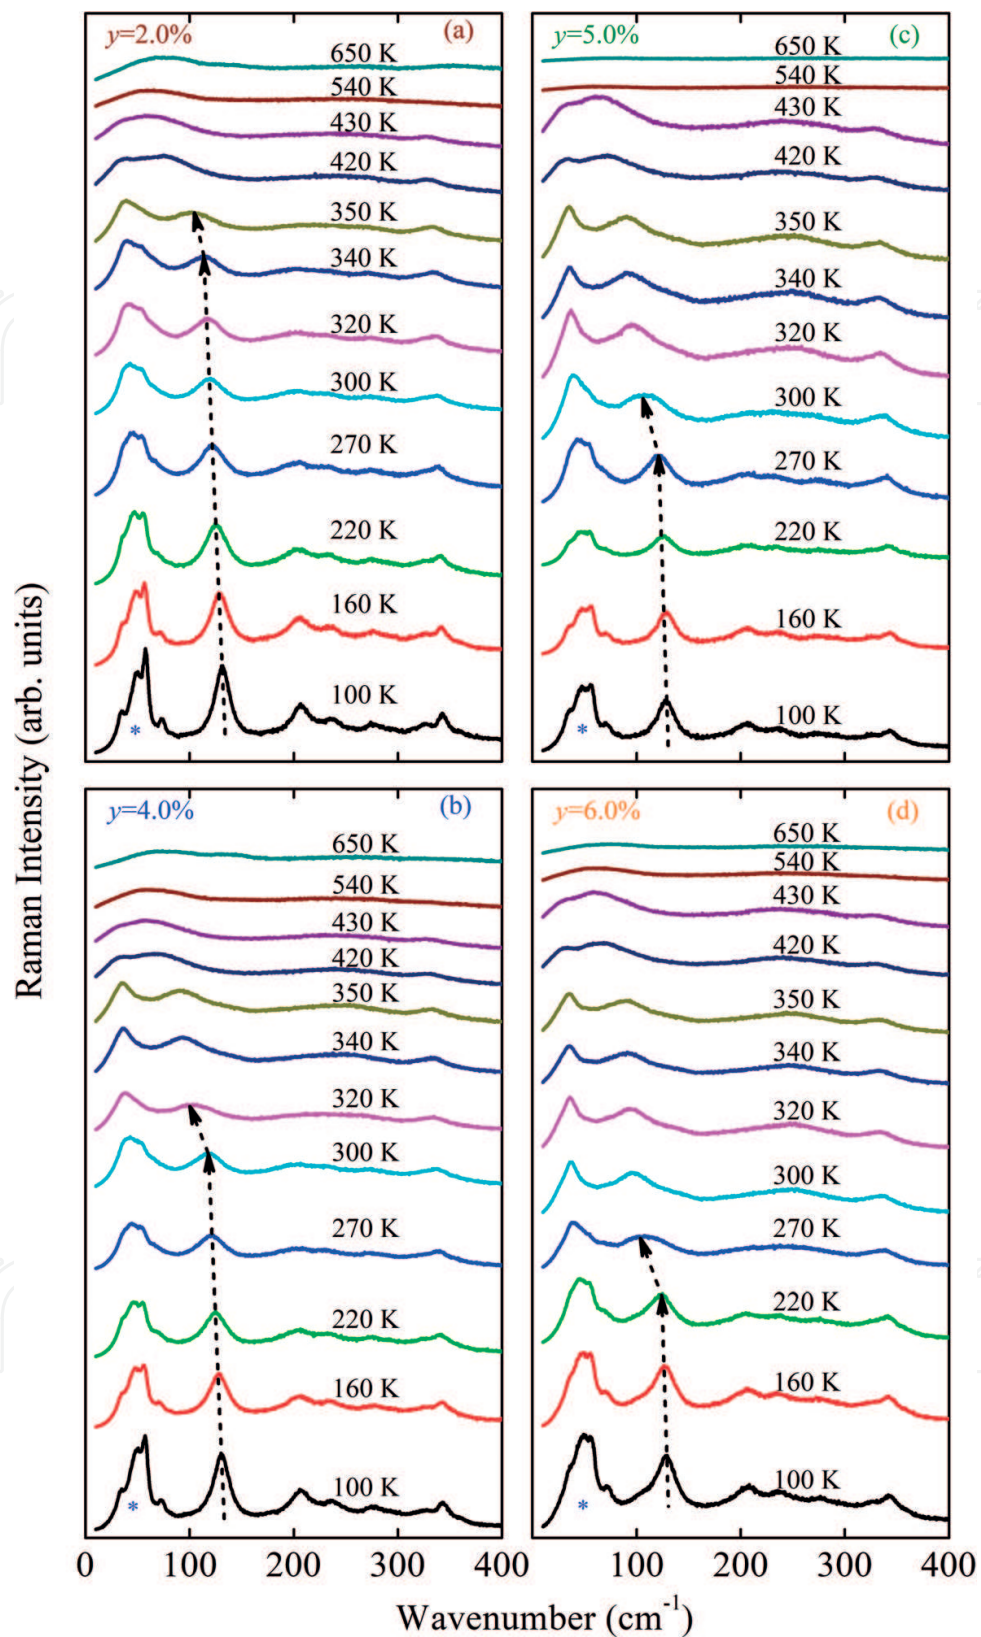 y=2.0%
(a)
650 K
540 K
430 K
420 K
350 K
340 K
320 K
300 K
270 K
220 K
160 K
100 K
*
y=5.0%
(c)
650 K
540 K
430 K
420 K
350 K
340 K
320 K
300 K
270 K
220 K
160 K
100 K
*
Raman Intensity (arb. units)
y=4.0%
(b)
650 K
540 K
430 K
420 K
350 K
340 K
320 K
300 K
270 K
220 K
160 K
100 K
*
y=6.0%
(d)
650 K
540 K
430 K
420 K
350 K
340 K
320 K
300 K
270 K
220 K
160 K
100 K
*
0 100 200 300 400 100 200 300 400
Wavenumber (cm⁻¹)